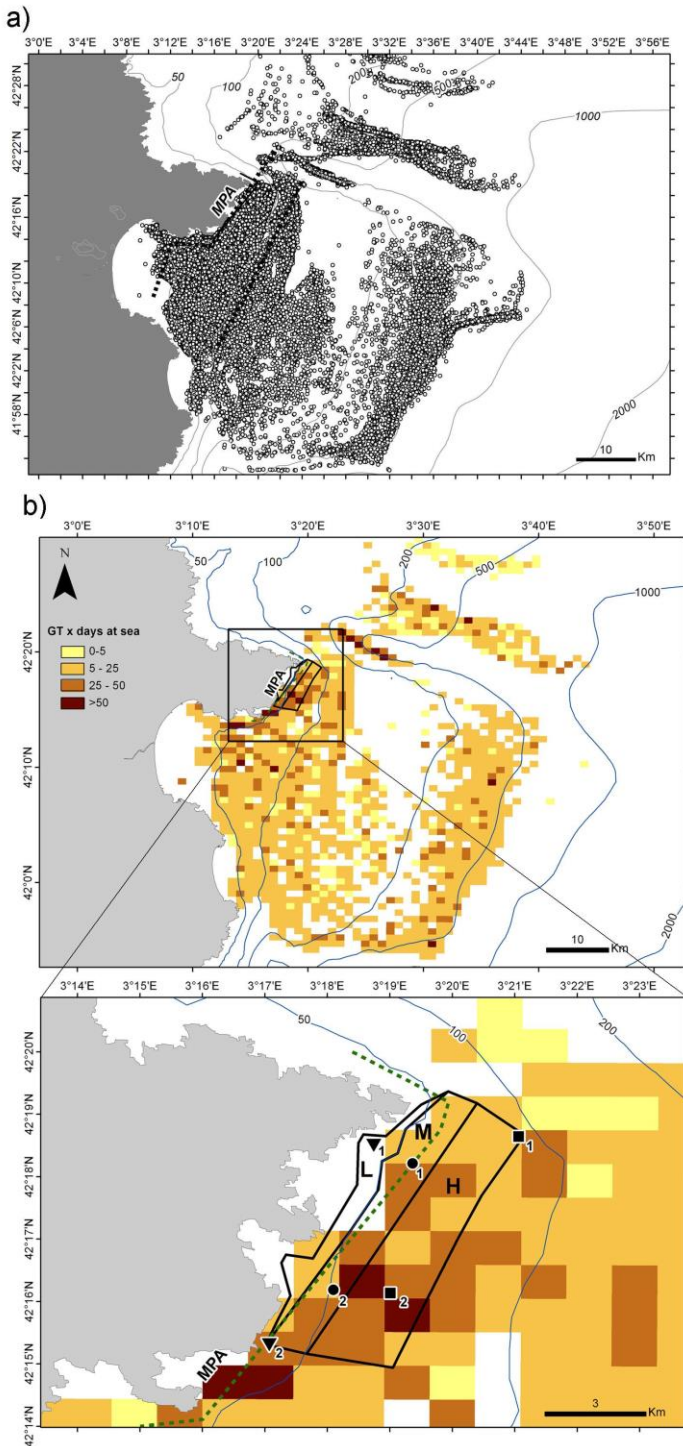 a)
3°0'E 3°4'E 3°8'E 3°12'E 3°16'E 3°20'E 3°24'E 3°28'E 3°32'E 3°36'E 3°40'E 3°44'E 3°48'E 3°52'E 3°56'E
50
100
200
500
1000
2000
42°28'N
42°22'N
42°16'N
42°10'N
42°6'N
42°2'N
41°58'N
MPA
10
Km
b)
3°0'E 3°10'E 3°20'E 3°30'E 3°40'E 3°50'E
N
50
100
200
500
1000
2000
GT x days at sea
0-5
5 - 25
25 - 50
>50
42°20'N
42°10'N
42°0'N
MPA
10
Km
3°14'E 3°15'E 3°16'E 3°17'E 3°18'E 3°19'E 3°20'E 3°21'E 3°22'E 3°23'E
50
100
200
42°20'N
42°19'N
42°18'N
42°17'N
42°16'N
42°15'N
42°14'N
M
L
H
1
1
1
2
2
2
MPA
3
Km